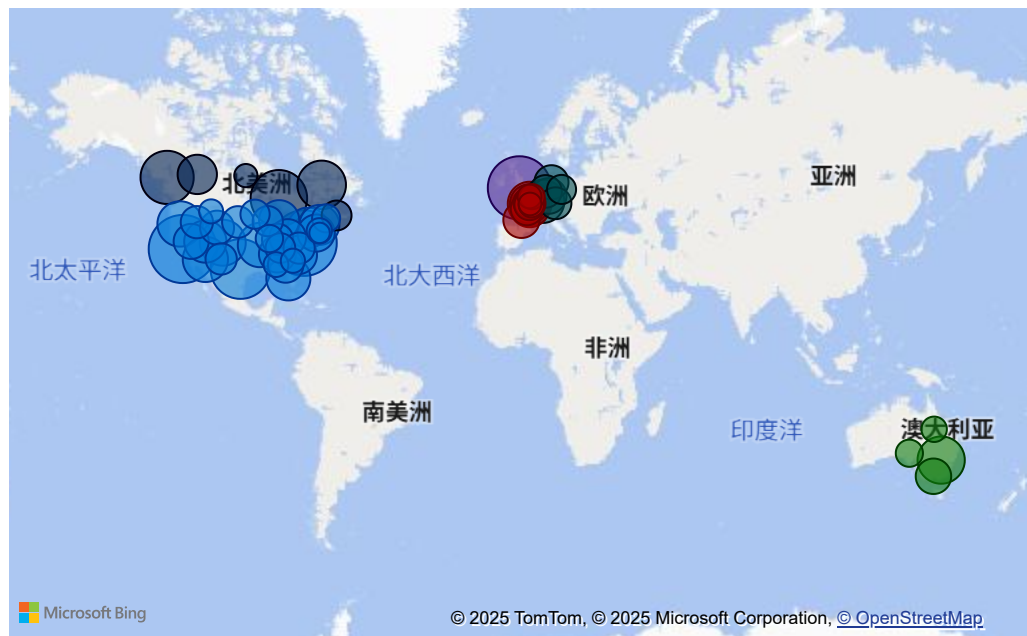 亚洲
北美洲
欧洲
北太平洋
北大西洋
非洲
南美洲
印度洋
澳大利亚
Microsoft Bing
© 2025 TomTom, © 2025 Microsoft Corporation, © OpenStreetMap